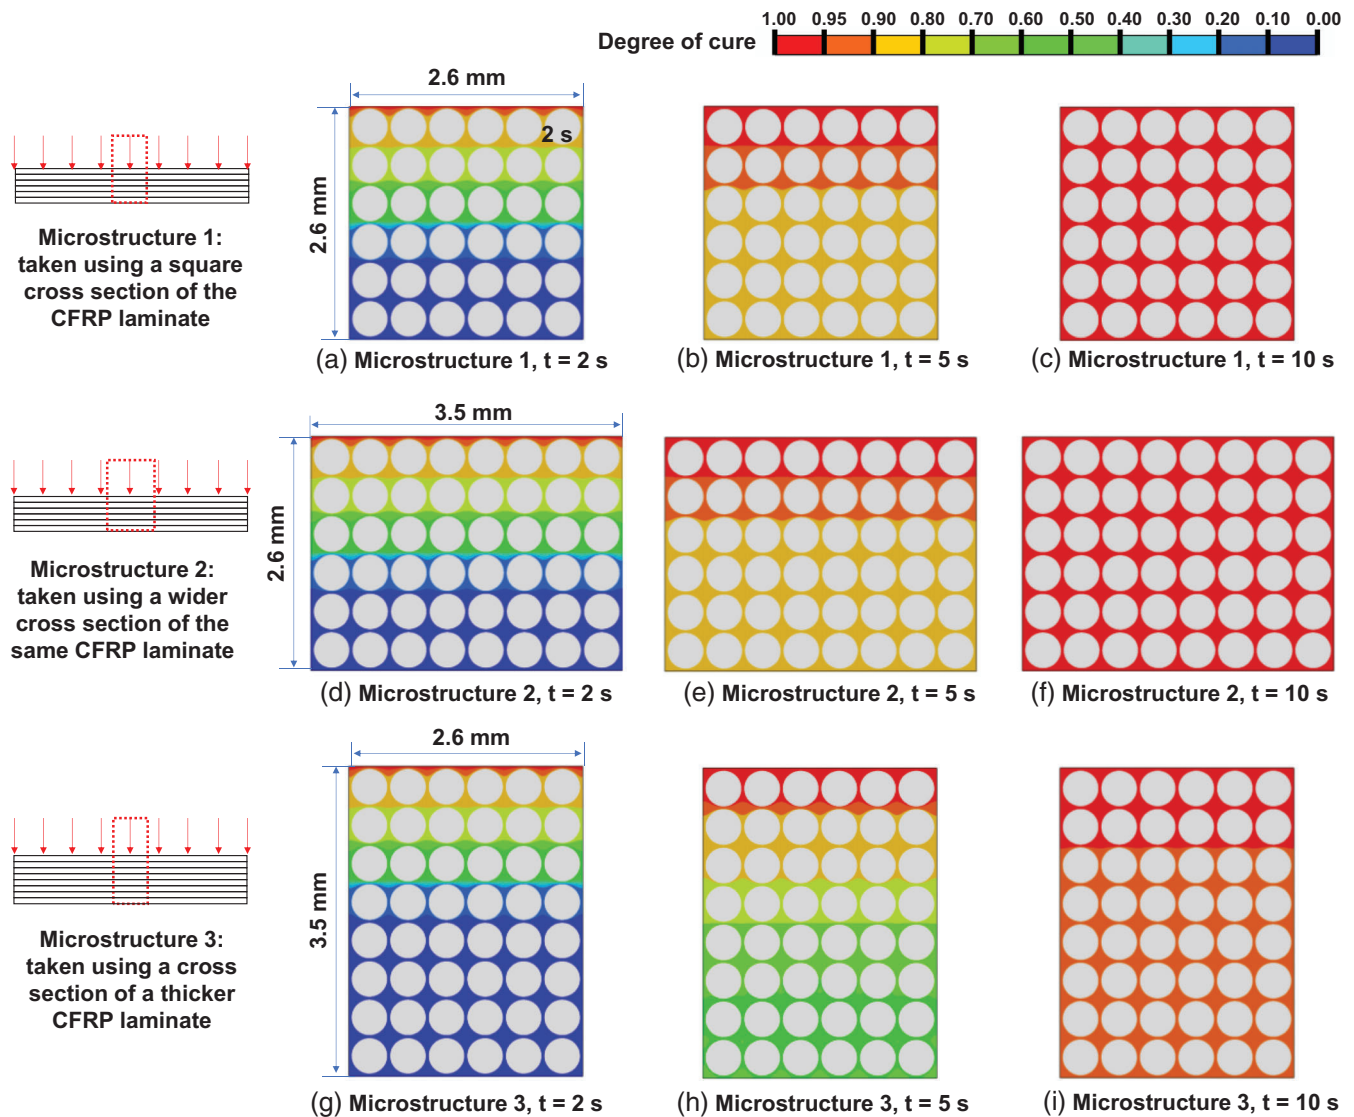 1.00 0.95 0.90 0.80 0.70 0.60 0.50 0.40 0.30 0.20 0.10 0.00
Degree of cure
2.6 mm
2 s
2.6 mm
Microstructure 1:
taken using a square
cross section of the
CFRP laminate
(a) Microstructure 1, t = 2 s
(b) Microstructure 1, t = 5 s
(c) Microstructure 1, t = 10 s
3.5 mm
2.6 mm
Microstructure 2:
taken using a wider
cross section of the
same CFRP laminate
(d) Microstructure 2, t = 2 s
(e) Microstructure 2, t = 5 s
(f) Microstructure 2, t = 10 s
2.6 mm
3.5 mm
Microstructure 3:
taken using a cross
section of a thicker
CFRP laminate
(g) Microstructure 3, t = 2 s
(h) Microstructure 3, t = 5 s
(i) Microstructure 3, t = 10 s